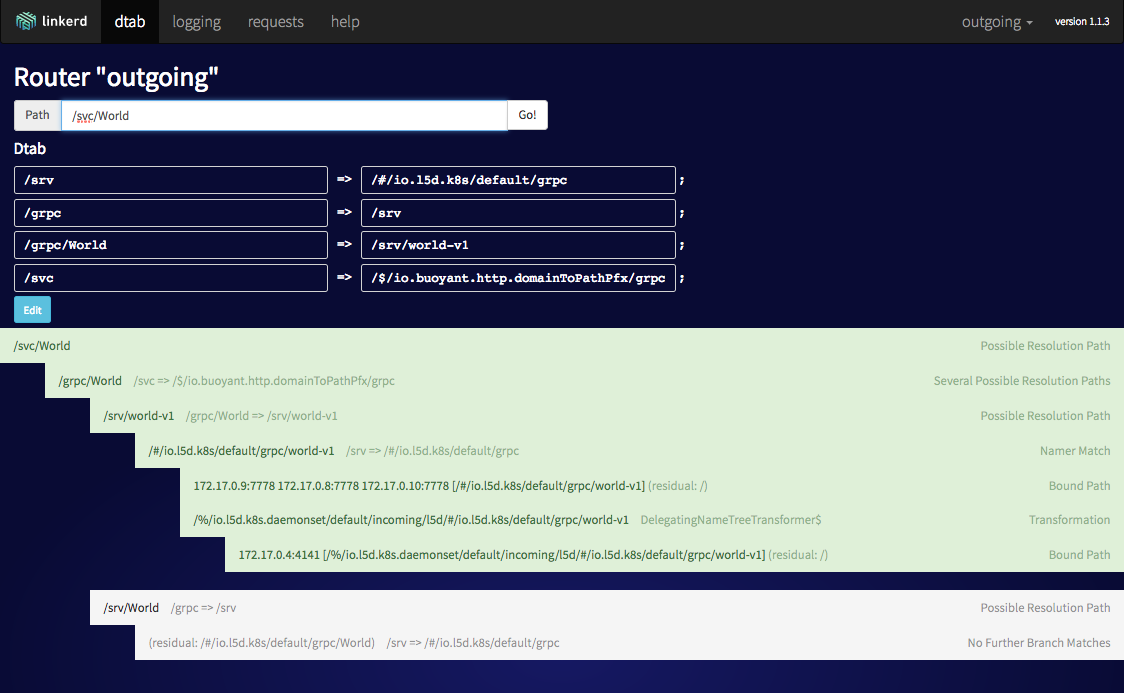 linkerd dtab logging requests help outgoing version 1.1.3
Router "outgoing"
Path /svc/World Go!
Dtab
/srv => /#/io.l5d.k8s/default/grpc ;
/grpc => /srv ;
/grpc/World => /srv/world-v1 ;
/svc => /$/io.buoyant.http.domainToPathPfx/grpc ;
Edit
/svc/World Possible Resolution Path
/grpc/World /svc => /$/io.buoyant.http.domainToPathPfx/grpc Several Possible Resolution Paths
/srv/world-v1 /grpc/World => /srv/world-v1 Possible Resolution Path
/#/io.l5d.k8s/default/grpc/world-v1 /srv => /#/io.l5d.k8s/default/grpc Namer Match
172.17.0.9:7778 172.17.0.8:7778 172.17.0.10:7778 [/#/io.l5d.k8s/default/grpc/world-v1] (residual: /) Bound Path
/%/io.l5d.k8s.daemonset/default/incoming/l5d/#/io.l5d.k8s/default/grpc/world-v1 DelegatingNameTreeTransformer$ Transformation
172.17.0.4:4141 [/%/io.l5d.k8s.daemonset/default/incoming/l5d/#/io.l5d.k8s/default/grpc/world-v1] (residual: /) Bound Path
/srv/World /grpc => /srv Possible Resolution Path
(residual: /#/io.l5d.k8s/default/grpc/World) /srv => /#/io.l5d.k8s/default/grpc No Further Branch Matches